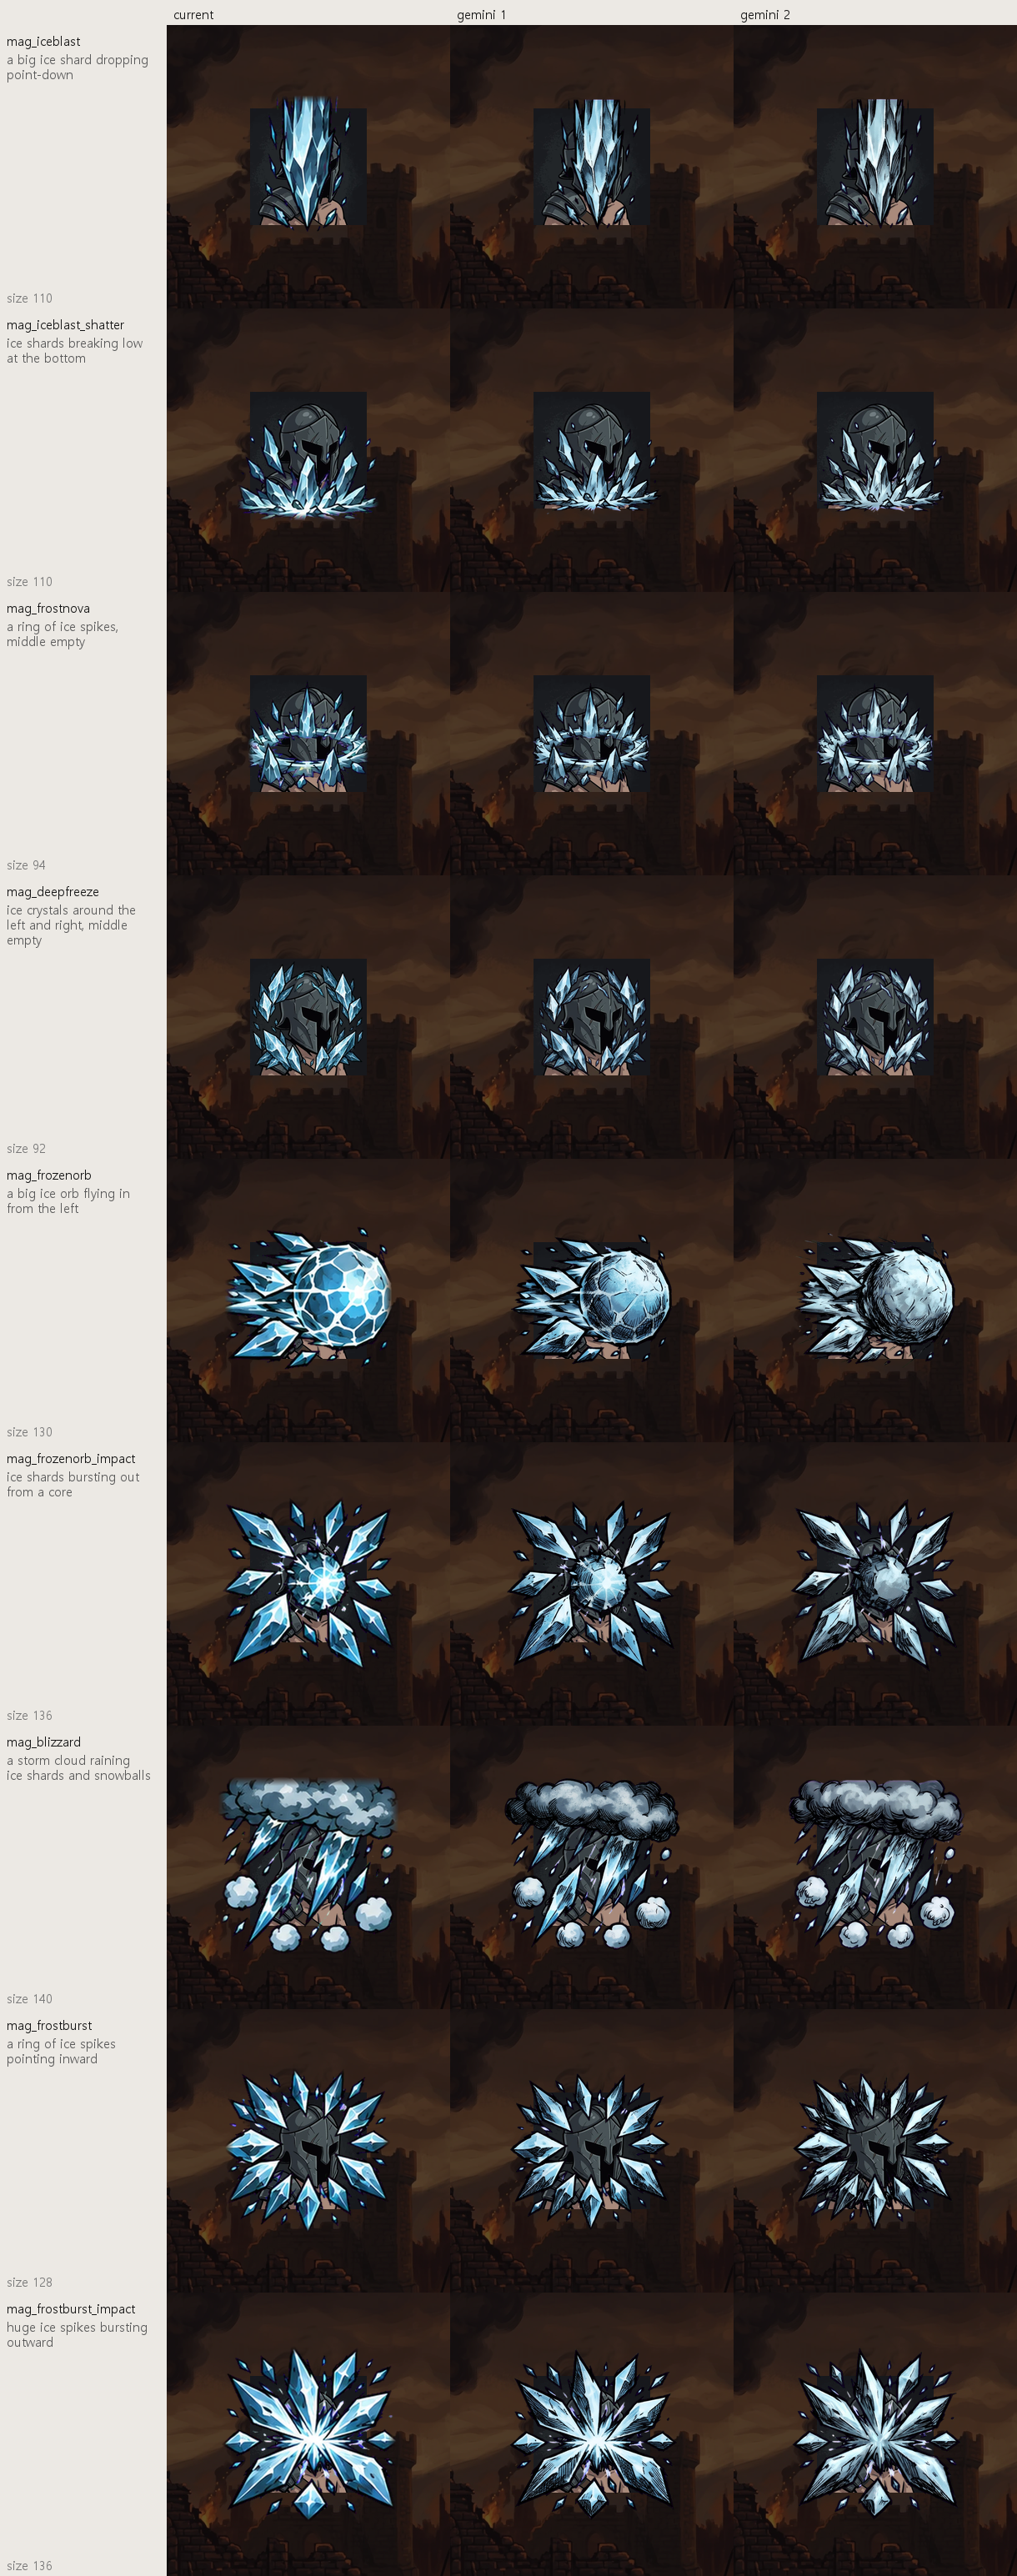 current
gemini 1
gemini 2
mag_iceblast
a big ice shard dropping
point-down
size 110
mag_iceblast_shatter
ice shards breaking low
at the bottom
size 110
mag_frostnova
a ring of ice spikes,
middle empty
size 94
mag_deepfreeze
ice crystals around the
left and right, middle
empty
size 92
mag_frozenorb
a big ice orb flying in
from the left
size 130
mag_frozenorb_impact
ice shards bursting out
from a core
size 136
mag_blizzard
a storm cloud raining
ice shards and snowballs
size 140
mag_frostburst
a ring of ice spikes
pointing inward
size 128
mag_frostburst_impact
huge ice spikes bursting
outward
size 136